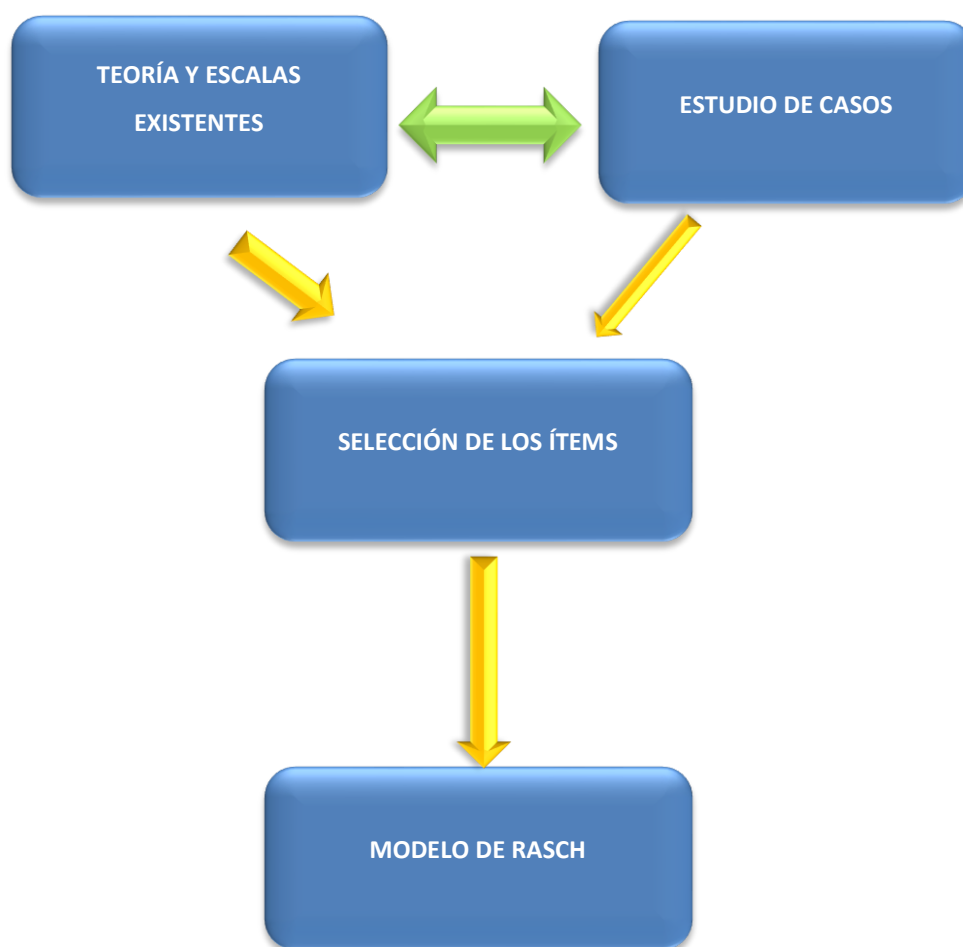 TEORÍA Y ESCALAS
EXISTENTES
ESTUDIO DE CASOS
SELECCIÓN DE LOS ÍTEMS
MODELO DE RASCH